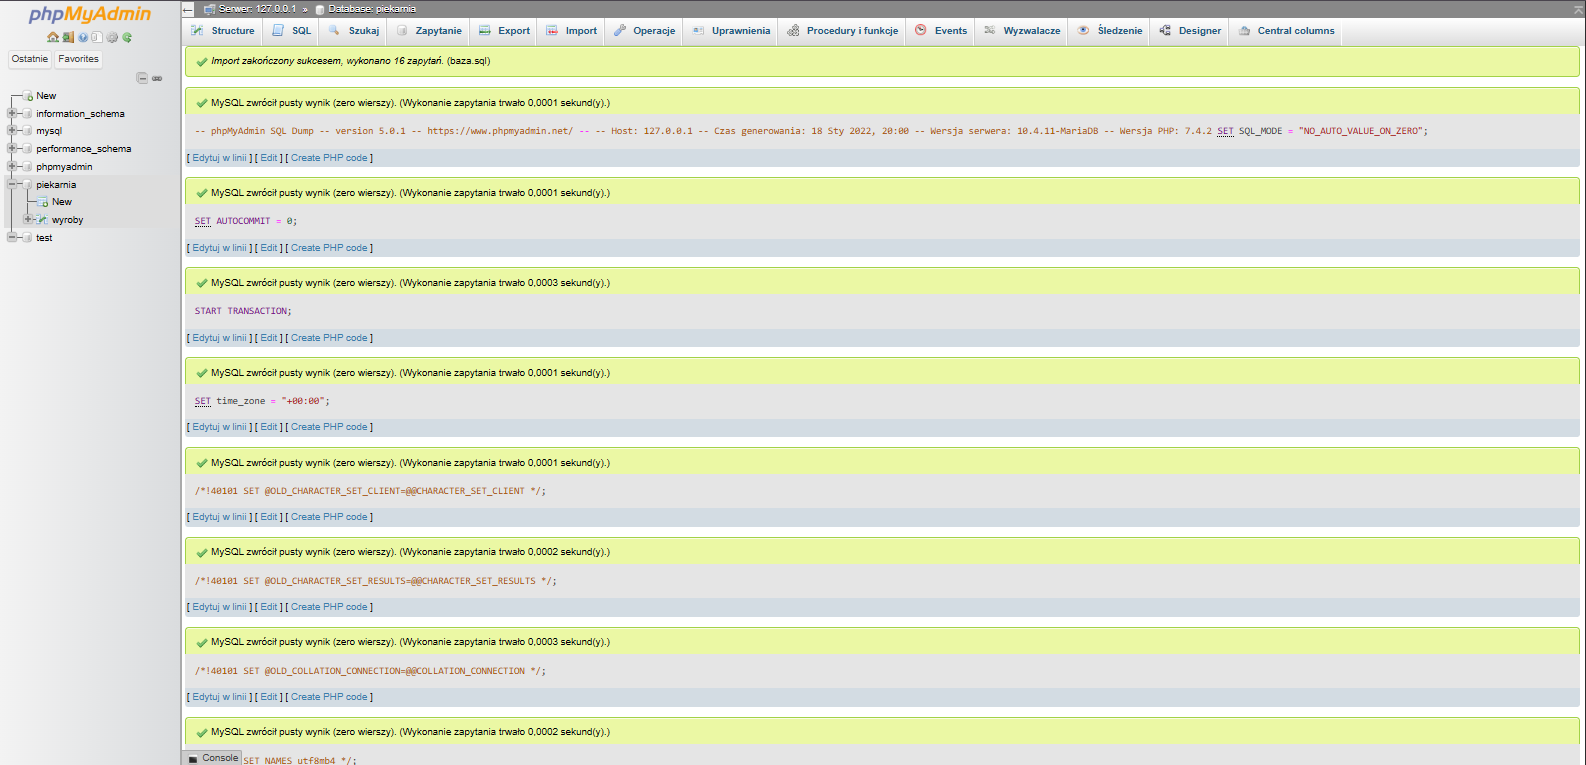 phpMyAdmin
Ostatnie Favorites
New
information_schema
mysql
performance_schema
phpmyadmin
piekarnia
New
wyroby
test
Serwer: 127.0.0.1 » Database: piekarnia
Structure SQL Szukaj Zapytanie Export Import Operacje Uprawnienia Procedury i funkcje Events Wyzwalacze Śledzenie Designer Central columns
Import zakończony sukcesem, wykonano 16 zapytań. (baza.sql)
MySQL zwrócił pusty wynik (zero wierszy). (Wykonanie zapytania trwało 0,0001 sekund(y).)
-- phpMyAdmin SQL Dump -- version 5.0.1 -- https://www.phpmyadmin.net/ -- -- Host: 127.0.0.1 -- Czas generowania: 18 Sty 2022, 20:00 -- Wersja serwera: 10.4.11-MariaDB -- Wersja PHP: 7.4.2 SET SQL_MODE = "NO_AUTO_VALUE_ON_ZERO";
[ Edytuj w linii ] [ Edit ] [ Create PHP code ]
MySQL zwrócił pusty wynik (zero wierszy). (Wykonanie zapytania trwało 0,0001 sekund(y).)
SET AUTOCOMMIT = 0;
[ Edytuj w linii ] [ Edit ] [ Create PHP code ]
MySQL zwrócił pusty wynik (zero wierszy). (Wykonanie zapytania trwało 0,0003 sekund(y).)
START TRANSACTION;
[ Edytuj w linii ] [ Edit ] [ Create PHP code ]
MySQL zwrócił pusty wynik (zero wierszy). (Wykonanie zapytania trwało 0,0001 sekund(y).)
SET time_zone = "+00:00";
[ Edytuj w linii ] [ Edit ] [ Create PHP code ]
MySQL zwrócił pusty wynik (zero wierszy). (Wykonanie zapytania trwało 0,0001 sekund(y).)
/*!40101 SET @OLD_CHARACTER_SET_CLIENT=@@CHARACTER_SET_CLIENT */;
[ Edytuj w linii ] [ Edit ] [ Create PHP code ]
MySQL zwrócił pusty wynik (zero wierszy). (Wykonanie zapytania trwało 0,0002 sekund(y).)
/*!40101 SET @OLD_CHARACTER_SET_RESULTS=@@CHARACTER_SET_RESULTS */;
[ Edytuj w linii ] [ Edit ] [ Create PHP code ]
MySQL zwrócił pusty wynik (zero wierszy). (Wykonanie zapytania trwało 0,0003 sekund(y).)
/*!40101 SET @OLD_COLLATION_CONNECTION=@@COLLATION_CONNECTION */;
[ Edytuj w linii ] [ Edit ] [ Create PHP code ]
MySQL zwrócił pusty wynik (zero wierszy). (Wykonanie zapytania trwało 0,0002 sekund(y).)
Console SET NAMES utf8mb4 */;